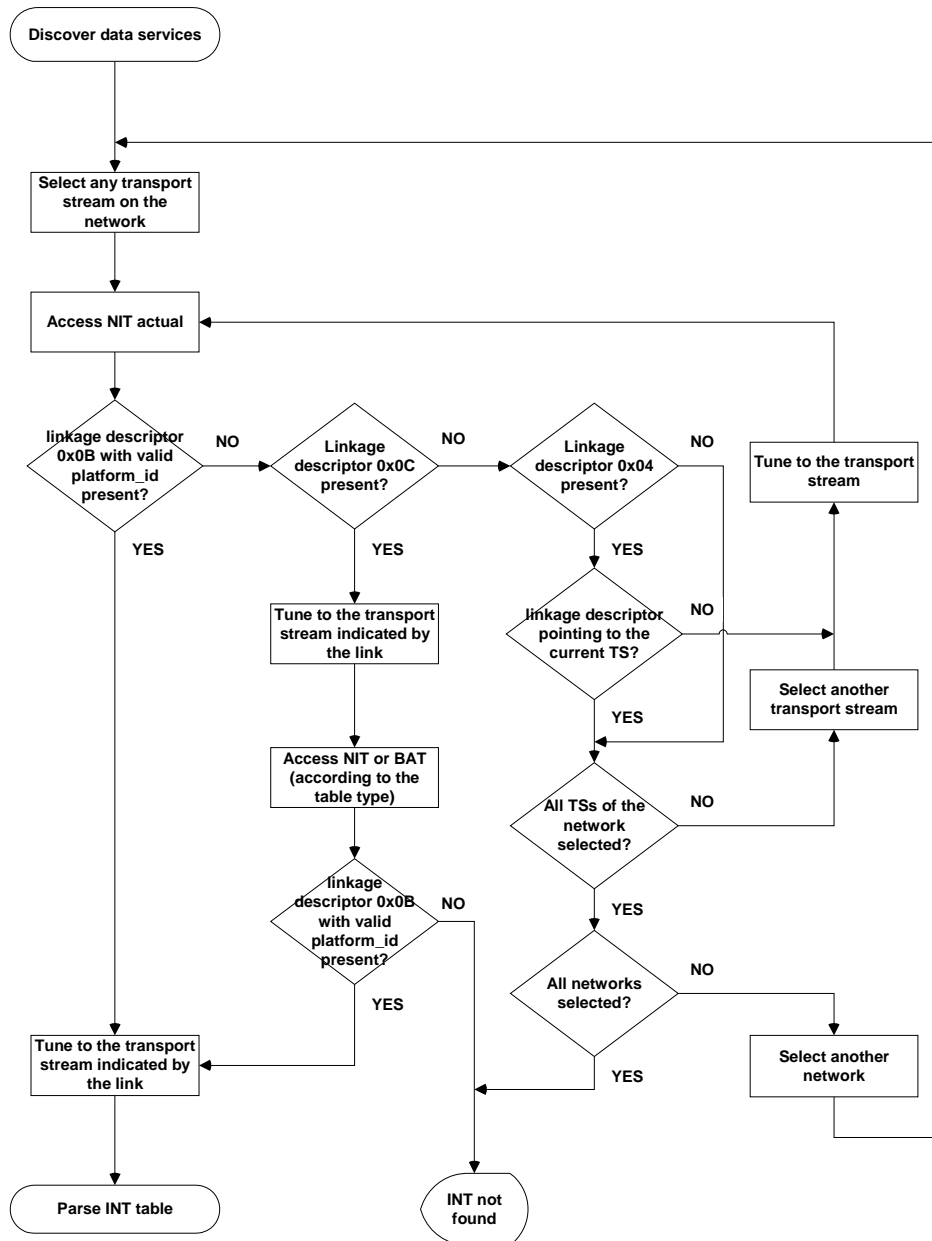 Discover data services
Select any transport
stream on the
network
Access NIT actual
linkage descriptor
0x0B with valid
platform_id
present?
NO
YES
Linkage
descriptor 0x0C
present?
NO
YES
Linkage
descriptor 0x04
present?
NO
YES
Tune to the transport
stream
Tune to the transport
stream indicated by
the link
linkage descriptor
pointing to the
current TS?
NO
YES
Select another
transport stream
Access NIT or BAT
(according to the
table type)
All TSs of the
network
selected?
NO
YES
linkage
descriptor 0x0B
with valid
platform_id
present?
NO
YES
All networks
selected?
NO
YES
Tune to the transport
stream indicated by
the link
Select another
network
Parse INT table
INT not
found